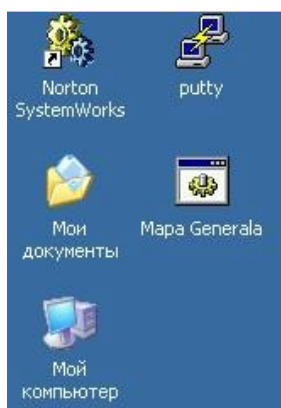 Norton
SystemWorks
putty
Мои
документы
Mapa Generala
Мой
компьютер